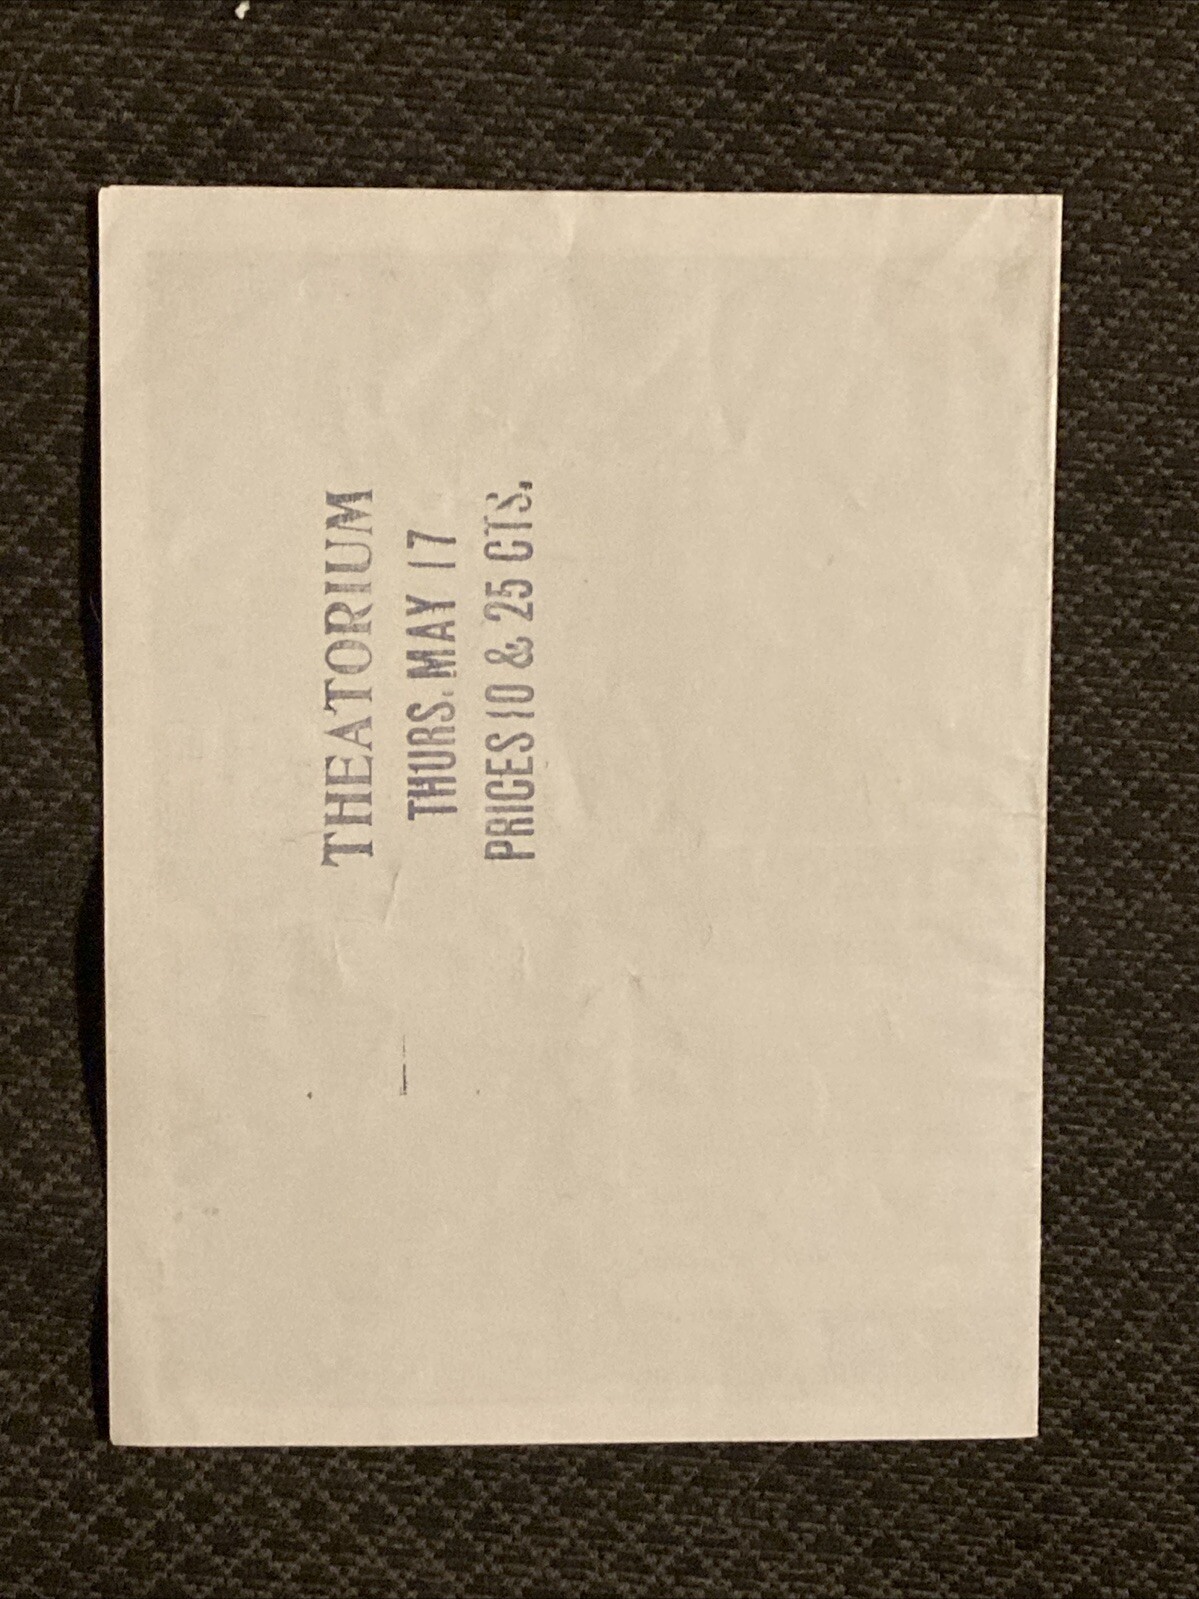 THEATORIUM
THURS. MAY 17
PRICES 10 & 25 CTS.